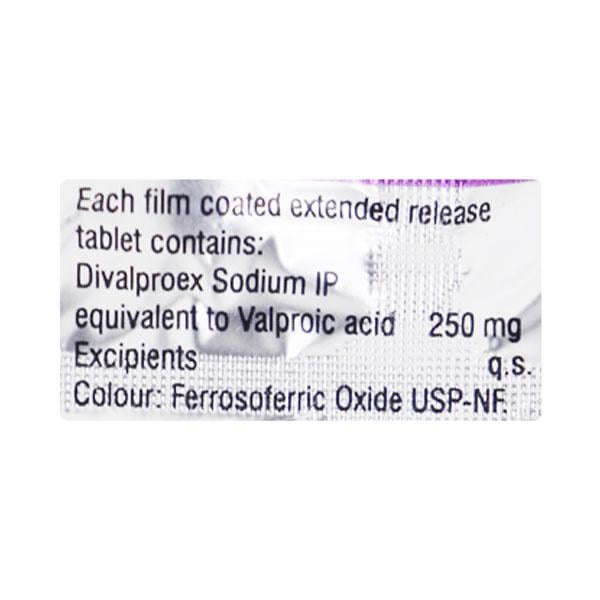 Each film coated extended release
tablet contains:
Divalproex Sodium IP
equivalent to Valproic acid 250 mg
Excipients q.s.
Colour: Ferrosoferric Oxide USP-NF.